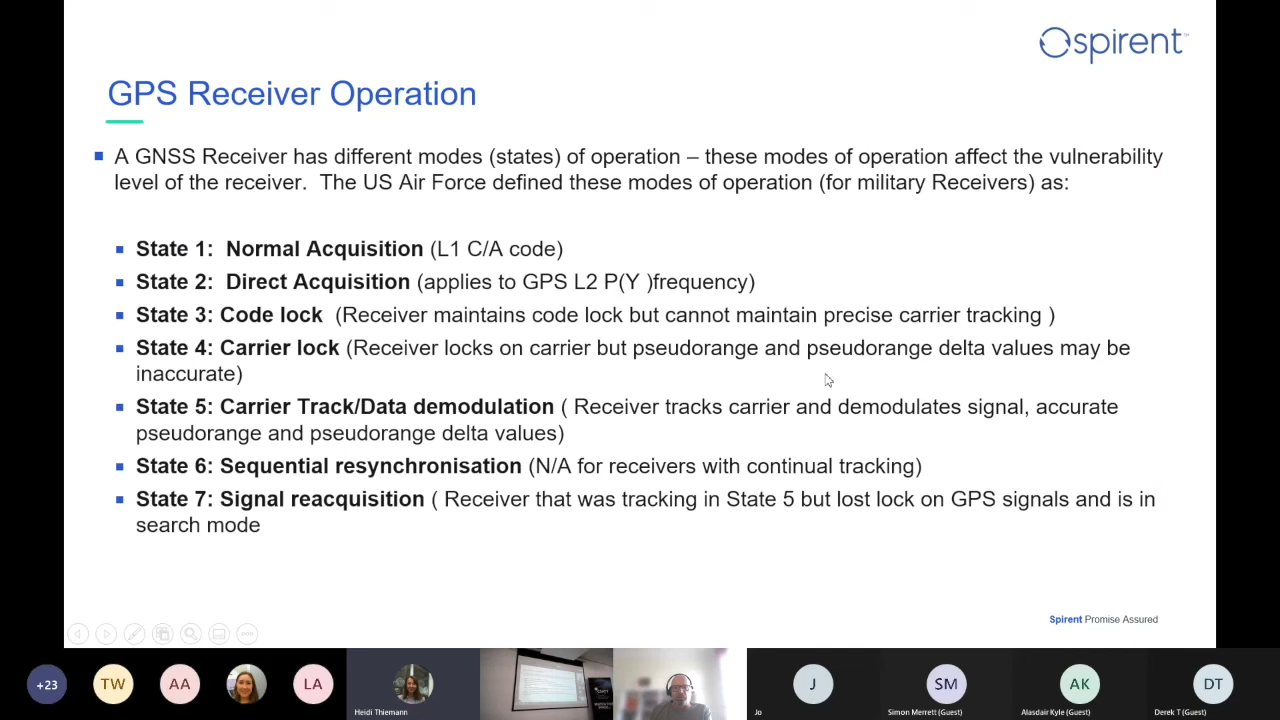 spirent
GPS Receiver Operation
A GNSS Receiver has different modes (states) of operation – these modes of operation affect the vulnerability
level of the receiver.  The US Air Force defined these modes of operation (for military Receivers) as:
State 1:  Normal Acquisition (L1 C/A code)
State 2:  Direct Acquisition (applies to GPS L2 P(Y )frequency)
State 3: Code lock  (Receiver maintains code lock but cannot maintain precise carrier tracking )
State 4: Carrier lock (Receiver locks on carrier but pseudorange and pseudorange delta values may be
inaccurate)
State 5: Carrier Track/Data demodulation ( Receiver tracks carrier and demodulates signal, accurate
pseudorange and pseudorange delta values)
State 6: Sequential resynchronisation (N/A for receivers with continual tracking)
State 7: Signal reacquisition ( Receiver that was tracking in State 5 but lost lock on GPS signals and is in
search mode
Spirent Promise Assured
+23 TW AA LA J SM AK DT
Heidi Thiemann Jo Simon Merrett (Guest) Alasdair Kyle (Guest) Derek T (Guest)